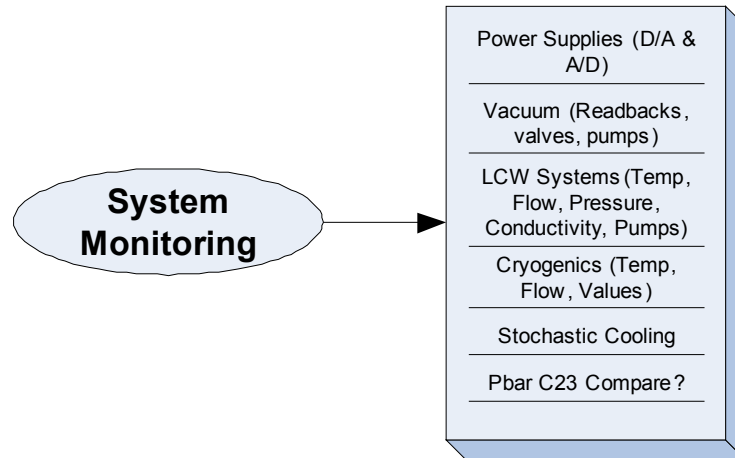 System
Monitoring
Power Supplies (D/A &
A/D)
Vacuum (Readbacks,
valves, pumps)
LCW Systems (Temp,
Flow, Pressure,
Conductivity, Pumps)
Cryogenics (Temp,
Flow, Values)
Stochastic Cooling
Pbar C23 Compare?